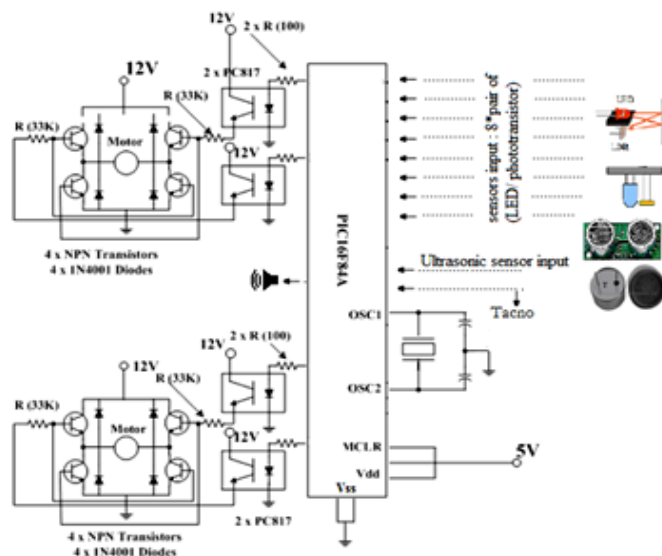 12V
2 x R (100)
12V
2 x PC817
R (33K)
R (33K)
Motor
12V
4 x NPN Transistors
4 x 1N4001 Diodes
PIC16F84A
sensors input : 8*pair of
(LED/ phototransistor)
Ultrasonic sensor input
Tacno
OSC1
OSC2
MCLR
Vdd
Vss
5V
2 x R (100)
12V
12V
R (33K)
R (33K)
Motor
12V
2 x PC817
4 x NPN Transistors
4 x 1N4001 Diodes